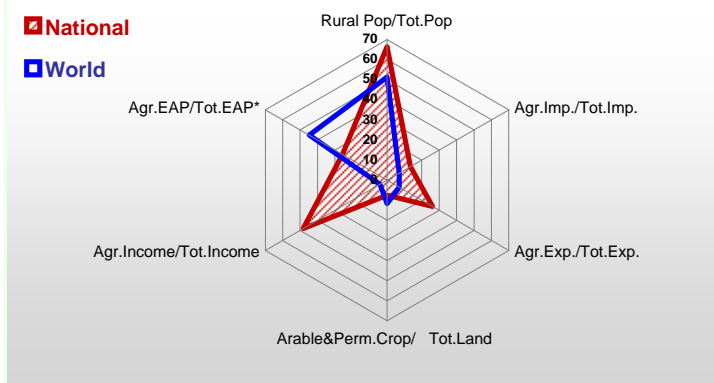 National
World
Rural Pop/Tot.Pop
70
60
50
40
30
20
10
0
Agr.EAP/Tot.EAP*
Agr.Imp./Tot.Imp.
Agr.Income/Tot.Income
Agr.Exp./Tot.Exp.
Arable&Perm.Crop/ Tot.Land